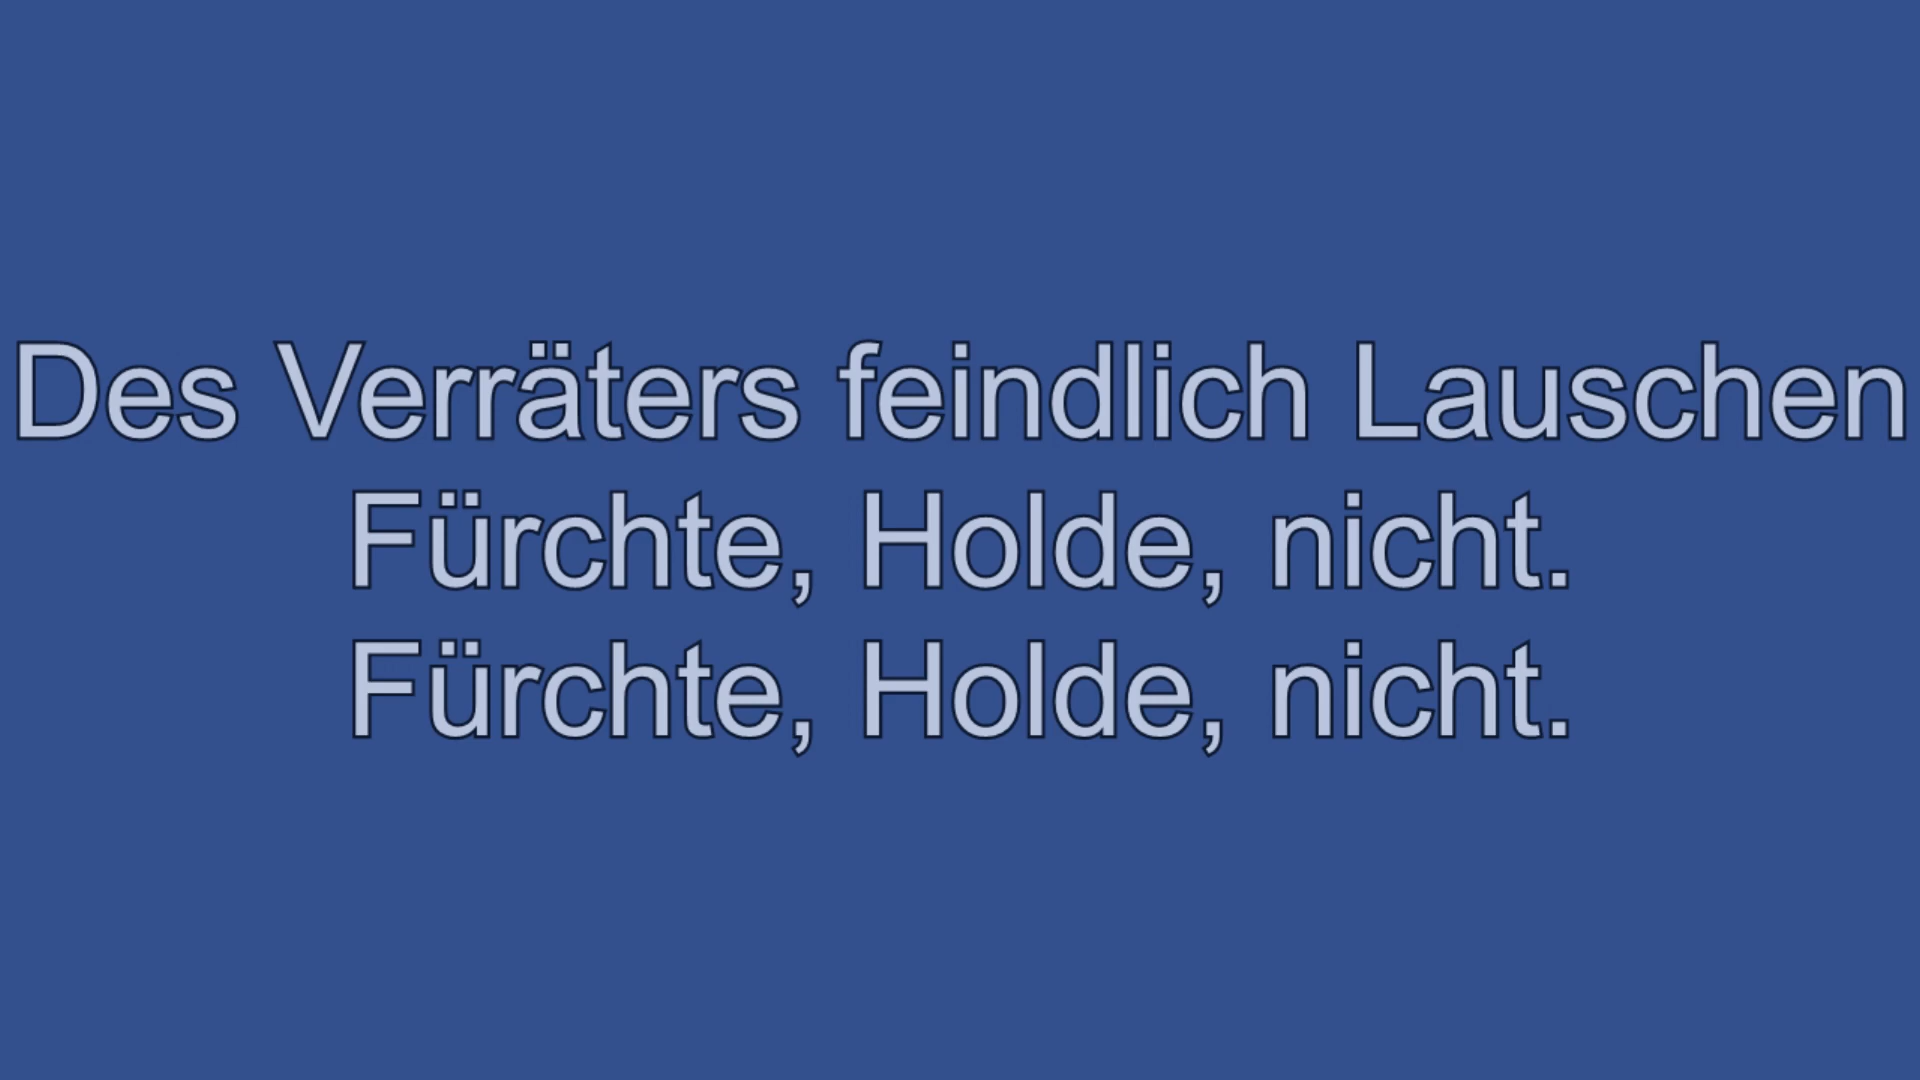 Des Verräters feindlich Lauschen
Fürchte, Holde, nicht.
Fürchte, Holde, nicht.